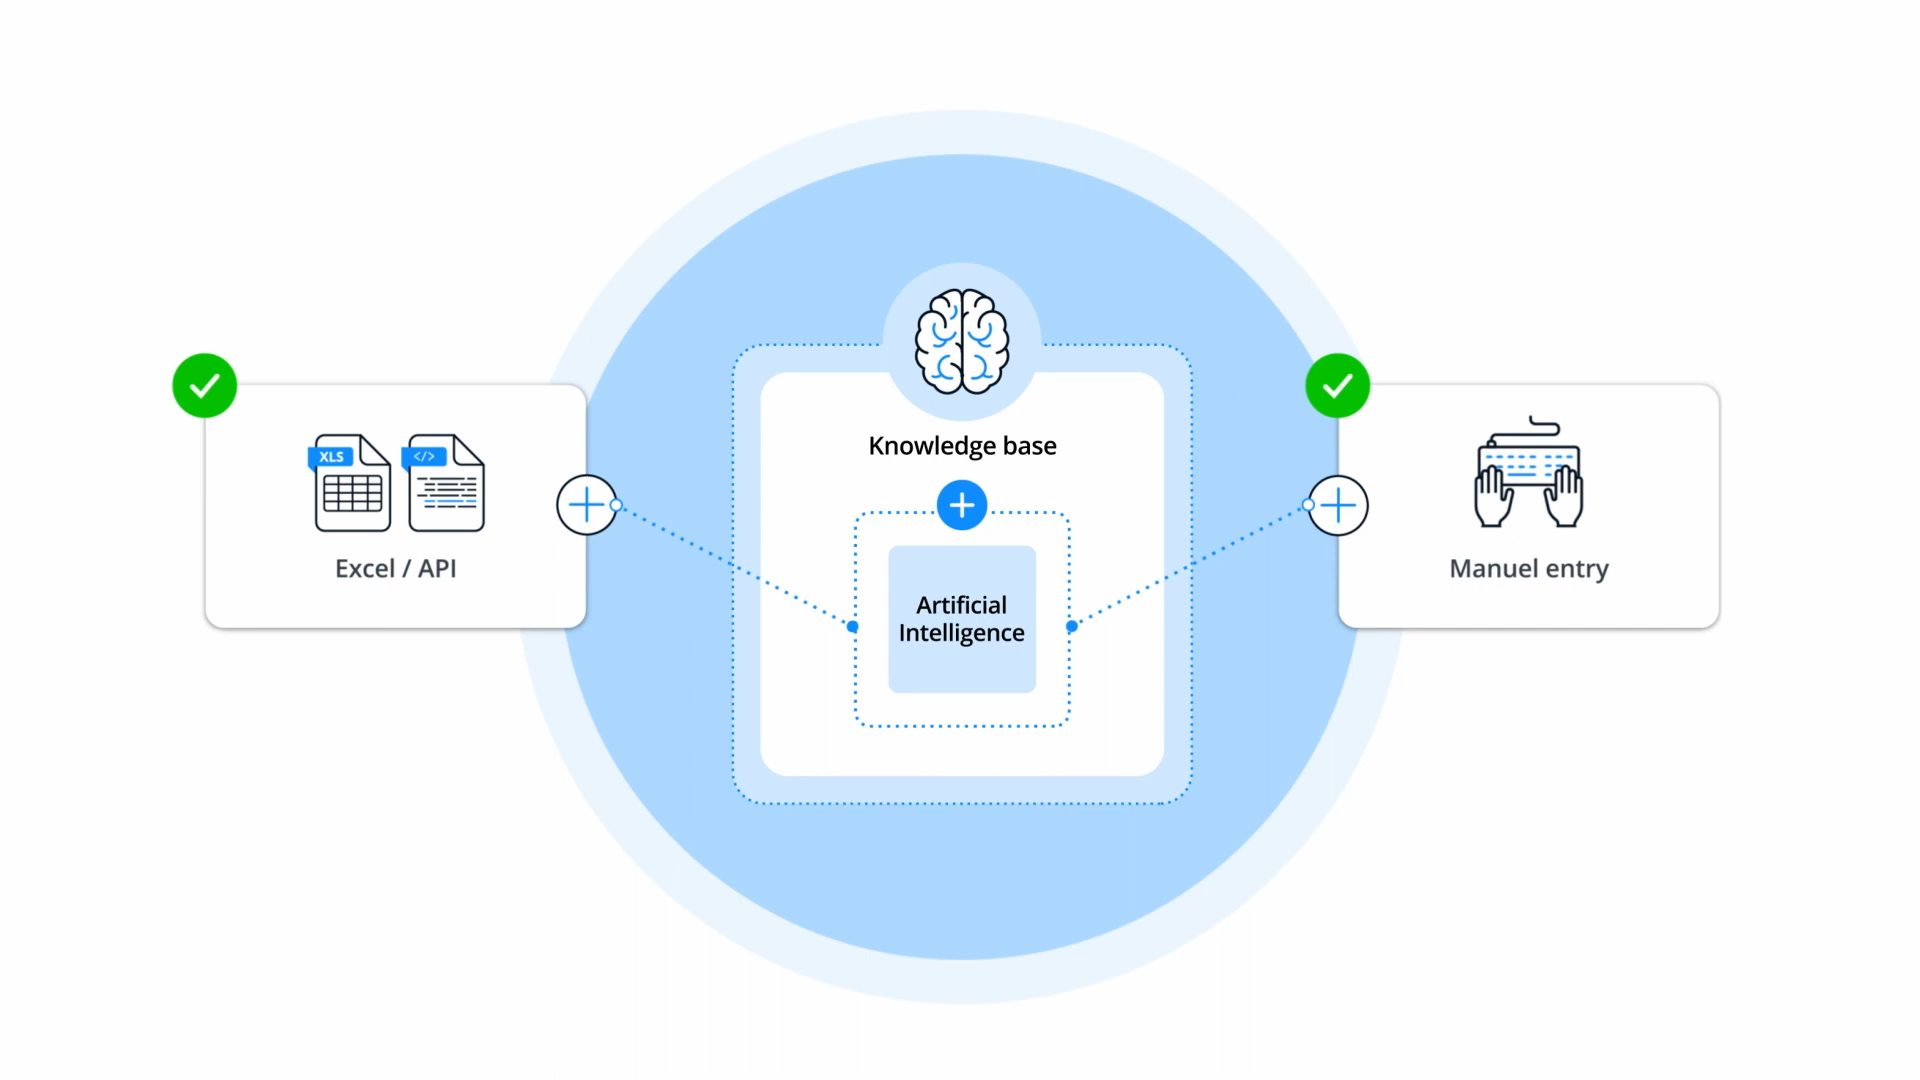 Knowledge base
XLS
</>
Excel / API
Artificial
Intelligence
Manuel entry